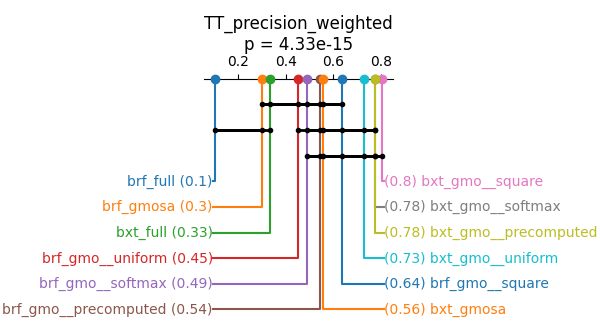 TT_precision_weighted
p = 4.33e-15
0.2 0.4 0.6 0.8
brf_full (0.1)
(0.8) bxt_gmo__square
brf_gmosa (0.3)
(0.78) bxt_gmo__softmax
bxt_full (0.33)
(0.78) bxt_gmo__precomputed
brf_gmo__uniform (0.45)
(0.73) bxt_gmo__uniform
brf_gmo__softmax (0.49)
(0.64) brf_gmo__square
brf_gmo__precomputed (0.54)
(0.56) bxt_gmosa